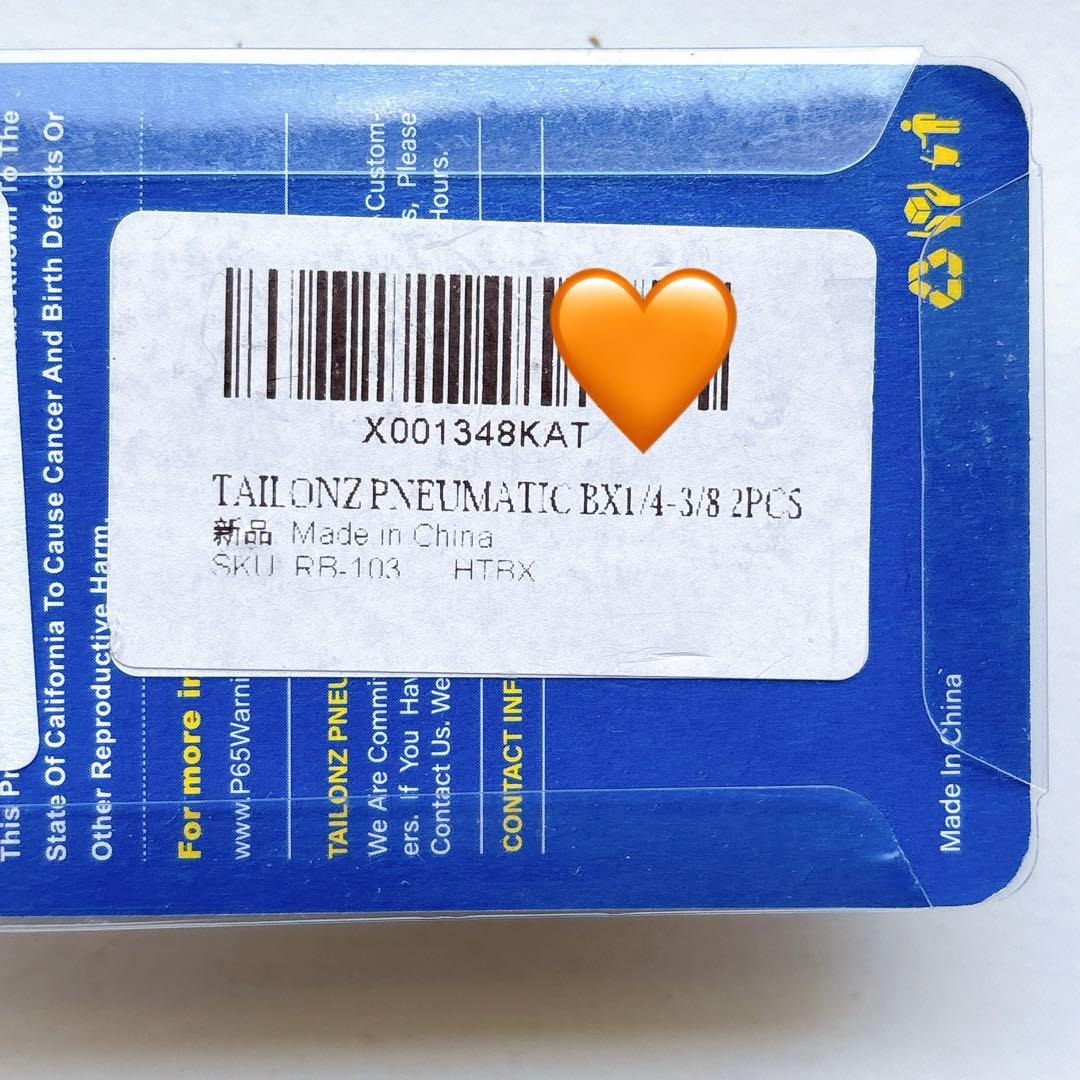 X001348KAT
TAILONZ PNEUMATIC BX1/4-3/8 2PCS
新品 Made in China
SKU: RB-103 HTBX
This
The
State Of California To Cause Cancer And Birth Defects Or
Other Reproductive Harm.
For more
www.P65Warni
TAILONZ PNEU
We Are Commi
Custom-
ers. If You Hav
s, Please
Contact Us. We
Hours.
CONTACT INF
Made In China